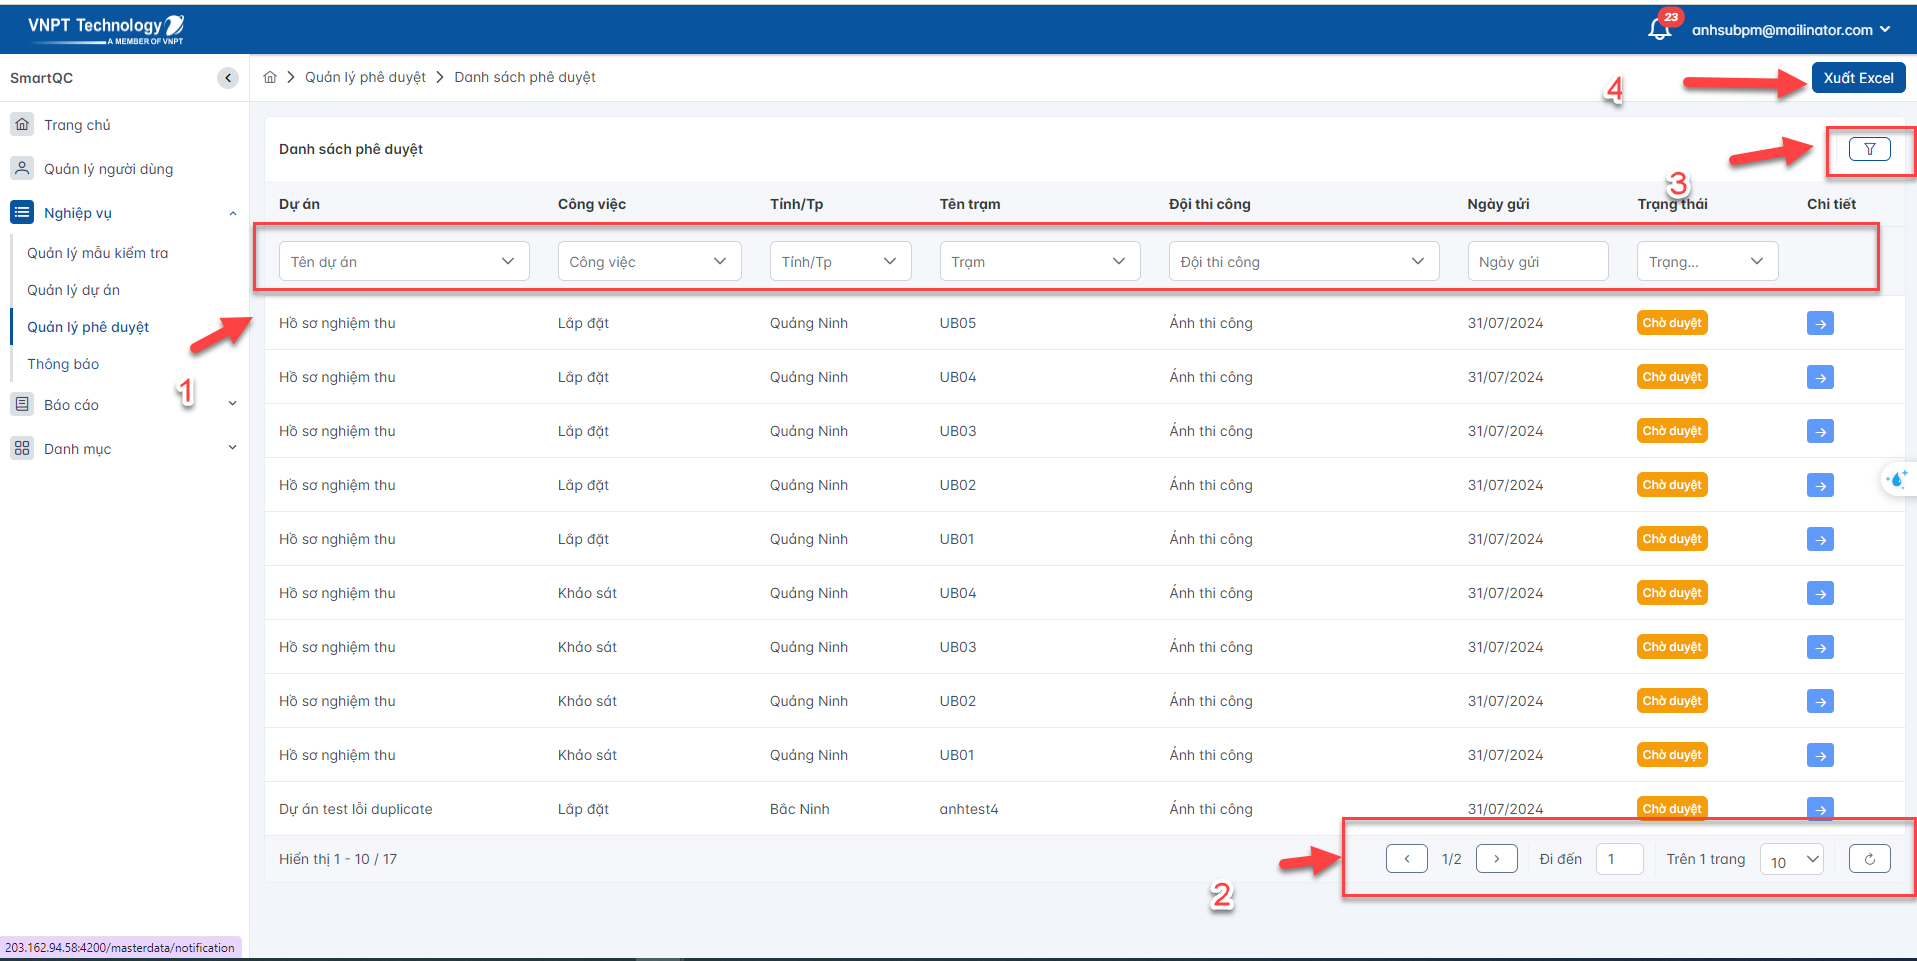 VNPT Technology
A MEMBER OF VNPT
23
anhsubpm@mailinator.com
SmartQC
Quản lý phê duyệt
Danh sách phê duyệt
4
Xuất Excel
Trang chủ
Quản lý người dùng
Nghiệp vụ
Quản lý mẫu kiểm tra
Quản lý dự án
Quản lý phê duyệt
Thông báo
Báo cáo
Danh mục
1
Danh sách phê duyệt
3
Dự án Công việc Tỉnh/Tp Tên trạm Đội thi công Ngày gửi Trạng thái Chi tiết
Tên dự án Công việc Tỉnh/Tp Trạm Đội thi công Ngày gửi Trạng...
Hồ sơ nghiệm thu Lắp đặt Quảng Ninh UB05 Ánh thi công 31/07/2024 Chờ duyệt
Hồ sơ nghiệm thu Lắp đặt Quảng Ninh UB04 Ánh thi công 31/07/2024 Chờ duyệt
Hồ sơ nghiệm thu Lắp đặt Quảng Ninh UB03 Ánh thi công 31/07/2024 Chờ duyệt
Hồ sơ nghiệm thu Lắp đặt Quảng Ninh UB02 Ánh thi công 31/07/2024 Chờ duyệt
Hồ sơ nghiệm thu Lắp đặt Quảng Ninh UB01 Ánh thi công 31/07/2024 Chờ duyệt
Hồ sơ nghiệm thu Khảo sát Quảng Ninh UB04 Ánh thi công 31/07/2024 Chờ duyệt
Hồ sơ nghiệm thu Khảo sát Quảng Ninh UB03 Ánh thi công 31/07/2024 Chờ duyệt
Hồ sơ nghiệm thu Khảo sát Quảng Ninh UB02 Ánh thi công 31/07/2024 Chờ duyệt
Hồ sơ nghiệm thu Khảo sát Quảng Ninh UB01 Ánh thi công 31/07/2024 Chờ duyệt
Dự án test lỗi duplicate Lắp đặt Bắc Ninh anhtest4 Ánh thi công 31/07/2024 Chờ duyệt
Hiển thị 1 - 10 / 17
1/2 Đi đến 1 Trên 1 trang 10
2
203.162.94.58:4200/masterdata/notification